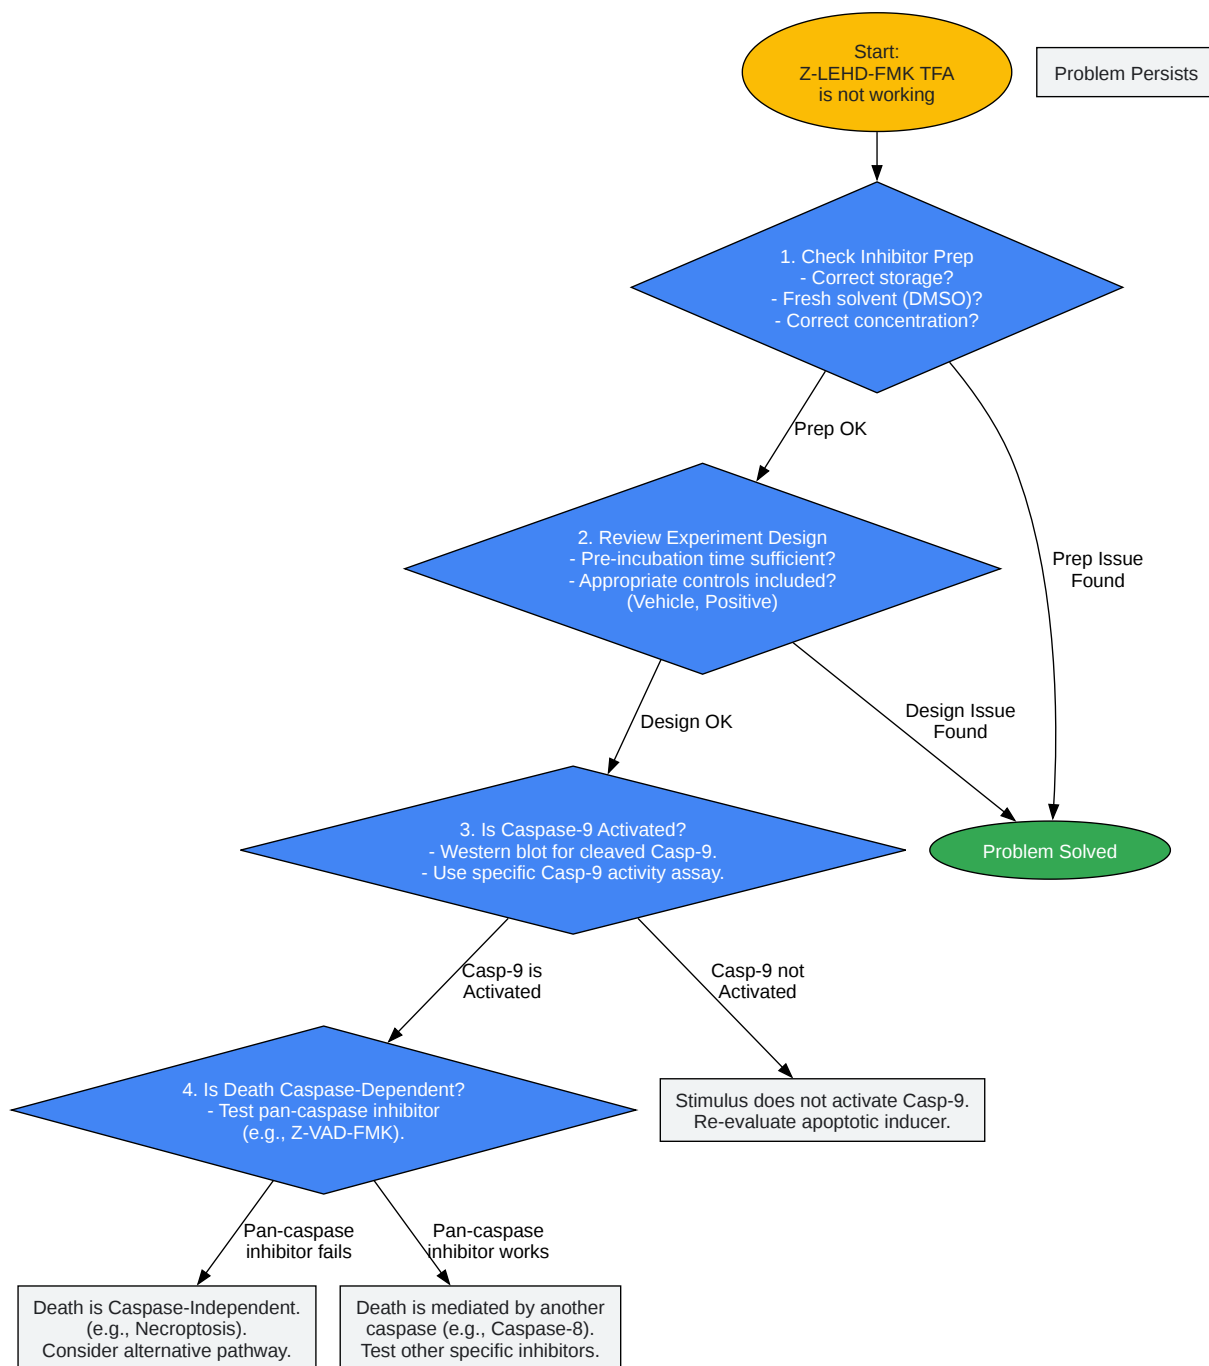 Start:
Z-LEHD-FMK TFA
is not working
Problem Persists
1. Check Inhibitor Prep
- Correct storage?
- Fresh solvent (DMSO)?
- Correct concentration?
Prep OK
Prep Issue
Found
2. Review Experiment Design
- Pre-incubation time sufficient?
- Appropriate controls included?
(Vehicle, Positive)
Design OK
Design Issue
Found
3. Is Caspase-9 Activated?
- Western blot for cleaved Casp-9.
- Use specific Casp-9 activity assay.
Problem Solved
Casp-9 is
Activated
Casp-9 not
Activated
4. Is Death Caspase-Dependent?
- Test pan-caspase inhibitor
(e.g., Z-VAD-FMK).
Stimulus does not activate Casp-9.
Re-evaluate apoptotic inducer.
Pan-caspase
inhibitor fails
Pan-caspase
inhibitor works
Death is Caspase-Independent.
(e.g., Necroptosis).
Consider alternative pathway.
Death is mediated by another
caspase (e.g., Caspase-8).
Test other specific inhibitors.